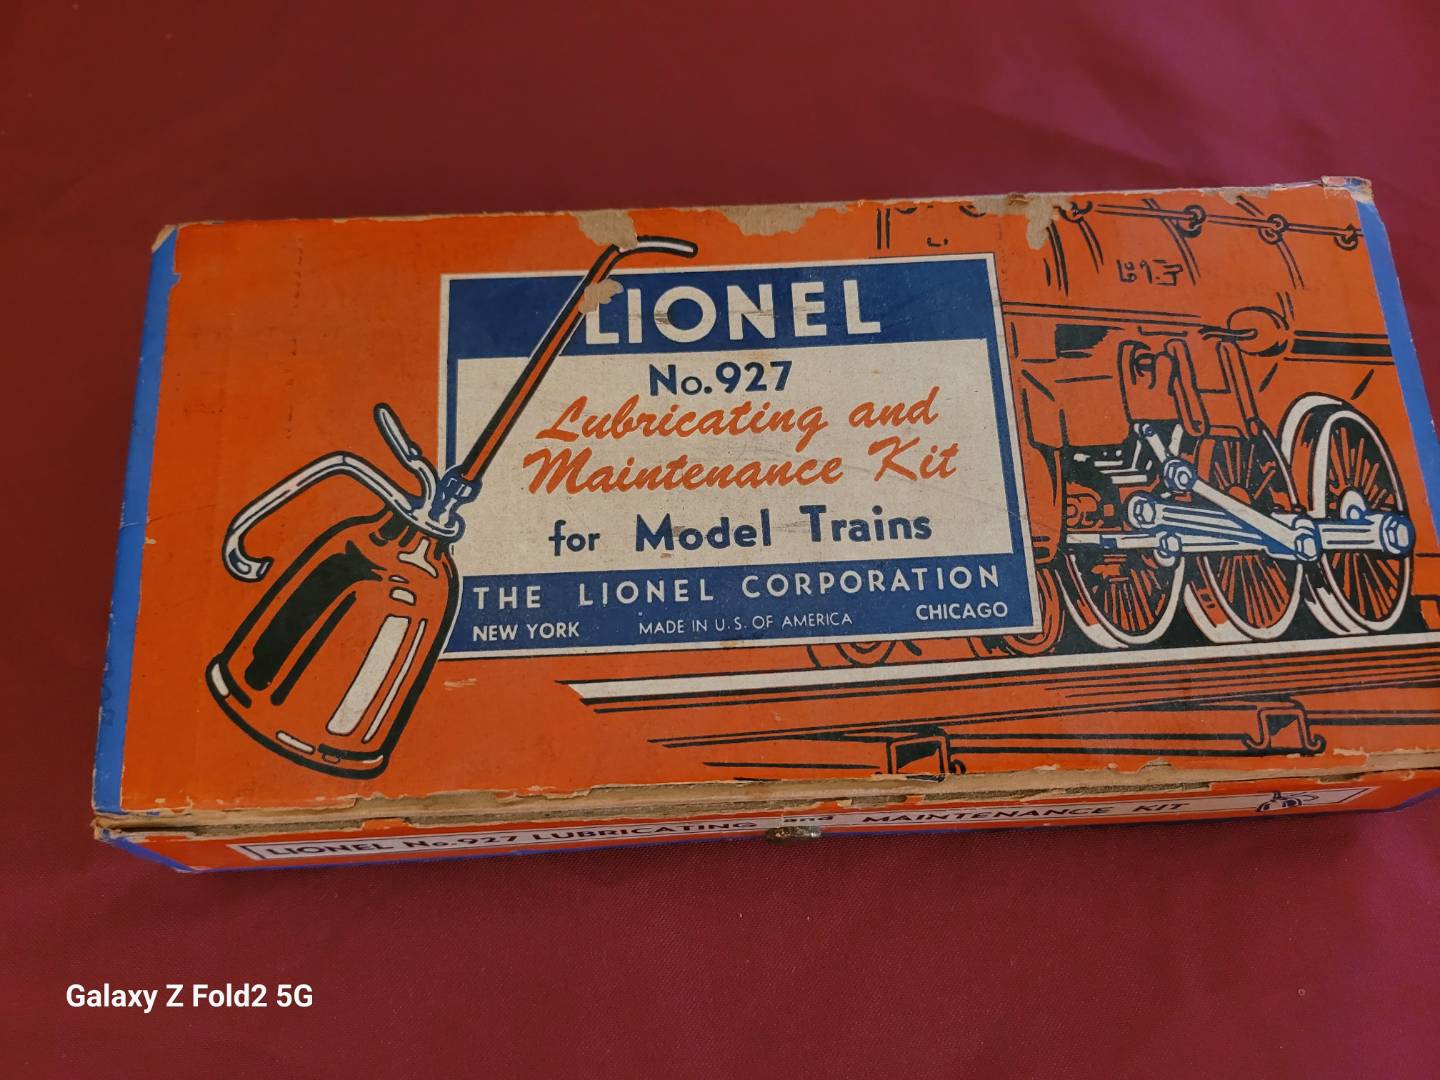 LIONEL
No.927
Lubricating and
Maintenance Kit
for Model Trains
THE LIONEL CORPORATION
NEW YORK MADE IN U.S. OF AMERICA CHICAGO
LIONEL No.927 LUBRICATING and MAINTENANCE KIT
Galaxy Z Fold2 5G